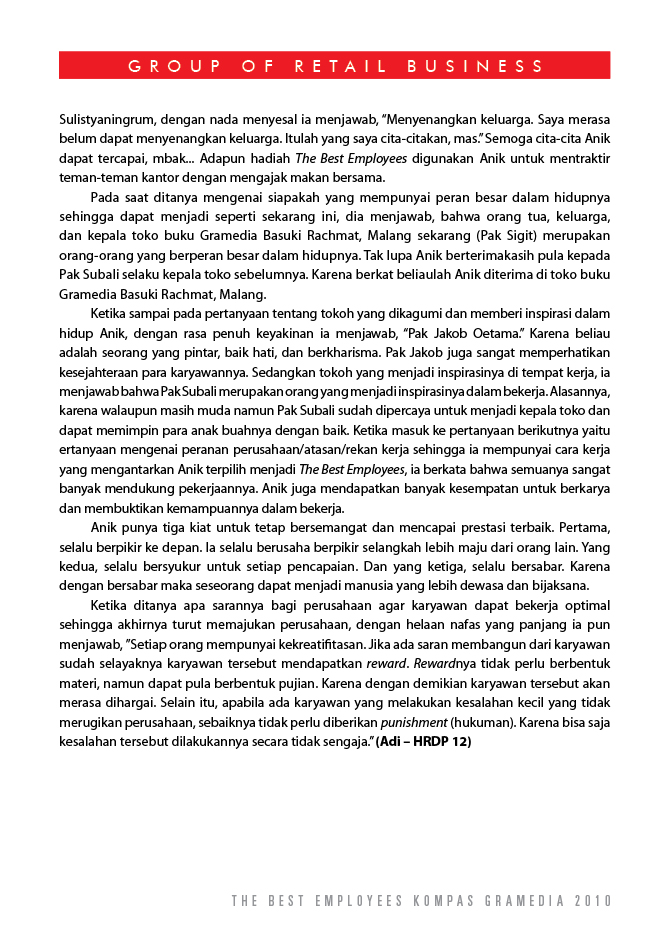 GROUP OF RETAIL BUSINESS
Sulistyaningrum, dengan nada menyesal ia menjawab, “Menyenangkan keluarga. Saya merasa
belum dapat menyenangkan keluarga. Itulah yang saya cita-citakan, mas.” Semoga cita-cita Anik
dapat tercapai, mbak... Adapun hadiah The Best Employees digunakan Anik untuk mentraktir
teman-teman kantor dengan mengajak makan bersama.
Pada saat ditanya mengenai siapakah yang mempunyai peran besar dalam hidupnya
sehingga dapat menjadi seperti sekarang ini, dia menjawab, bahwa orang tua, keluarga,
dan kepala toko buku Gramedia Basuki Rachmat, Malang sekarang (Pak Sigit) merupakan
orang-orang yang berperan besar dalam hidupnya. Tak lupa Anik berterimakasih pula kepada
Pak Subali selaku kepala toko sebelumnya. Karena berkat beliaulah Anik diterima di toko buku
Gramedia Basuki Rachmat, Malang.
Ketika sampai pada pertanyaan tentang tokoh yang dikagumi dan memberi inspirasi dalam
hidup Anik, dengan rasa penuh keyakinan ia menjawab, “Pak Jakob Oetama.” Karena beliau
adalah seorang yang pintar, baik hati, dan berkharisma. Pak Jakob juga sangat memperhatikan
kesejahteraan para karyawannya. Sedangkan tokoh yang menjadi inspirasinya di tempat kerja, ia
menjawab bahwa Pak Subali merupakan orang yang menjadi inspirasinya dalam bekerja. Alasannya,
karena walaupun masih muda namun Pak Subali sudah dipercaya untuk menjadi kepala toko dan
dapat memimpin para anak buahnya dengan baik. Ketika masuk ke pertanyaan berikutnya yaitu
ertanyaan mengenai peranan perusahaan/atasan/rekan kerja sehingga ia mempunyai cara kerja
yang mengantarkan Anik terpilih menjadi The Best Employees, ia berkata bahwa semuanya sangat
banyak mendukung pekerjaannya. Anik juga mendapatkan banyak kesempatan untuk berkarya
dan membuktikan kemampuannya dalam bekerja.
Anik punya tiga kiat untuk tetap bersemangat dan mencapai prestasi terbaik. Pertama,
selalu berpikir ke depan. Ia selalu berusaha berpikir selangkah lebih maju dari orang lain. Yang
kedua, selalu bersyukur untuk setiap pencapaian. Dan yang ketiga, selalu bersabar. Karena
dengan bersabar maka seseorang dapat menjadi manusia yang lebih dewasa dan bijaksana.
Ketika ditanya apa sarannya bagi perusahaan agar karyawan dapat bekerja optimal
sehingga akhirnya turut memajukan perusahaan, dengan helaan nafas yang panjang ia pun
menjawab, ”Setiap orang mempunyai kekreatifitasan. Jika ada saran membangun dari karyawan
sudah selayaknya karyawan tersebut mendapatkan reward. Rewardnya tidak perlu berbentuk
materi, namun dapat pula berbentuk pujian. Karena dengan demikian karyawan tersebut akan
merasa dihargai. Selain itu, apabila ada karyawan yang melakukan kesalahan kecil yang tidak
merugikan perusahaan, sebaiknya tidak perlu diberikan punishment (hukuman). Karena bisa saja
kesalahan tersebut dilakukannya secara tidak sengaja.” (Adi – HRDP 12)
THE BEST EMPLOYEES KOMPAS GRAMEDIA 2010